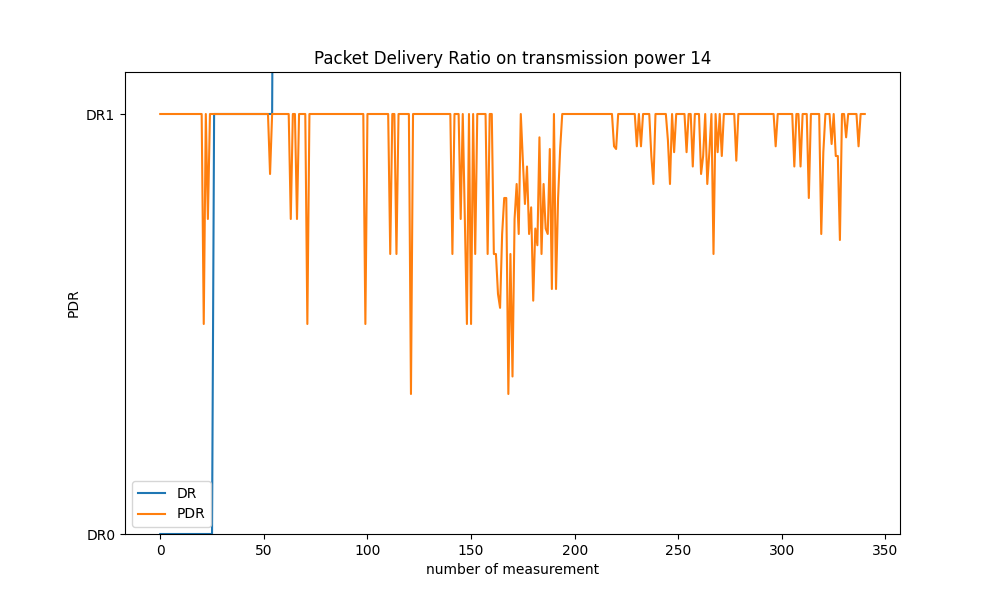 Packet Delivery Ratio on transmission power 14
DR1
PDR
DR0
DR
PDR
0 50 100 150 200 250 300 350
number of measurement